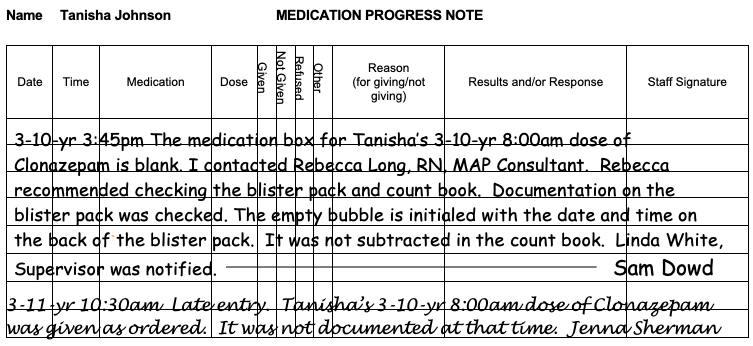 Name Tanisha Johnson MEDICATION PROGRESS NOTE
Date Time Medication Dose Given Not Given Refused Other Reason (for giving/not giving) Results and/or Response Staff Signature
3-10-yr 3:45pm The medication box for Tanisha's 3-10-yr 8:00am dose of
Clonazepam is blank. I contacted Rebecca Long, RN, MAP Consultant. Rebecca
recommended checking the blister pack and count book. Documentation on the
blister pack was checked. The empty bubble is initialed with the date and time on
the back of the blister pack. It was not subtracted in the count book. Linda White,
Supervisor was notified. Sam Dowd
3-11-yr 10:30am Late entry. Tanisha's 3-10-yr 8:00am dose of Clonazepam
was given as ordered. It was not documented at that time. Jenna Sherman